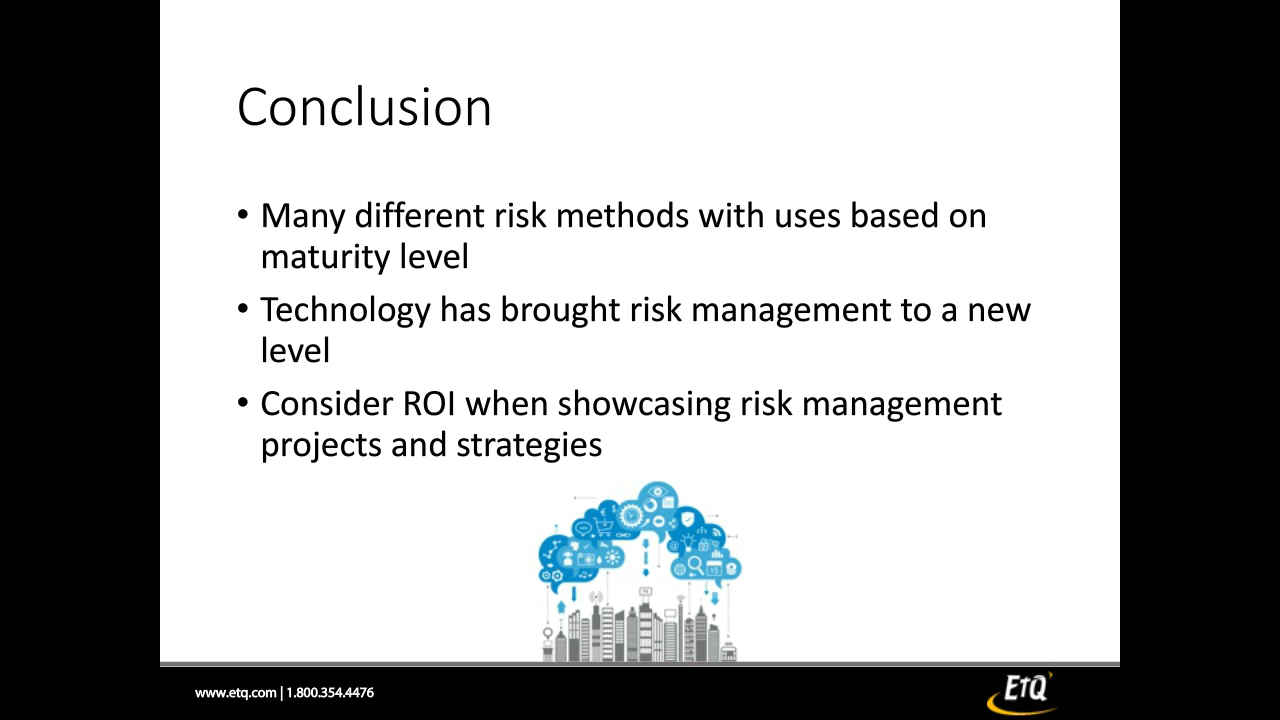 Conclusion
• Many different risk methods with uses based on
maturity level
• Technology has brought risk management to a new
level
• Consider ROI when showcasing risk management
projects and strategies
www.etq.com | 1.800.354.4476
ETQ